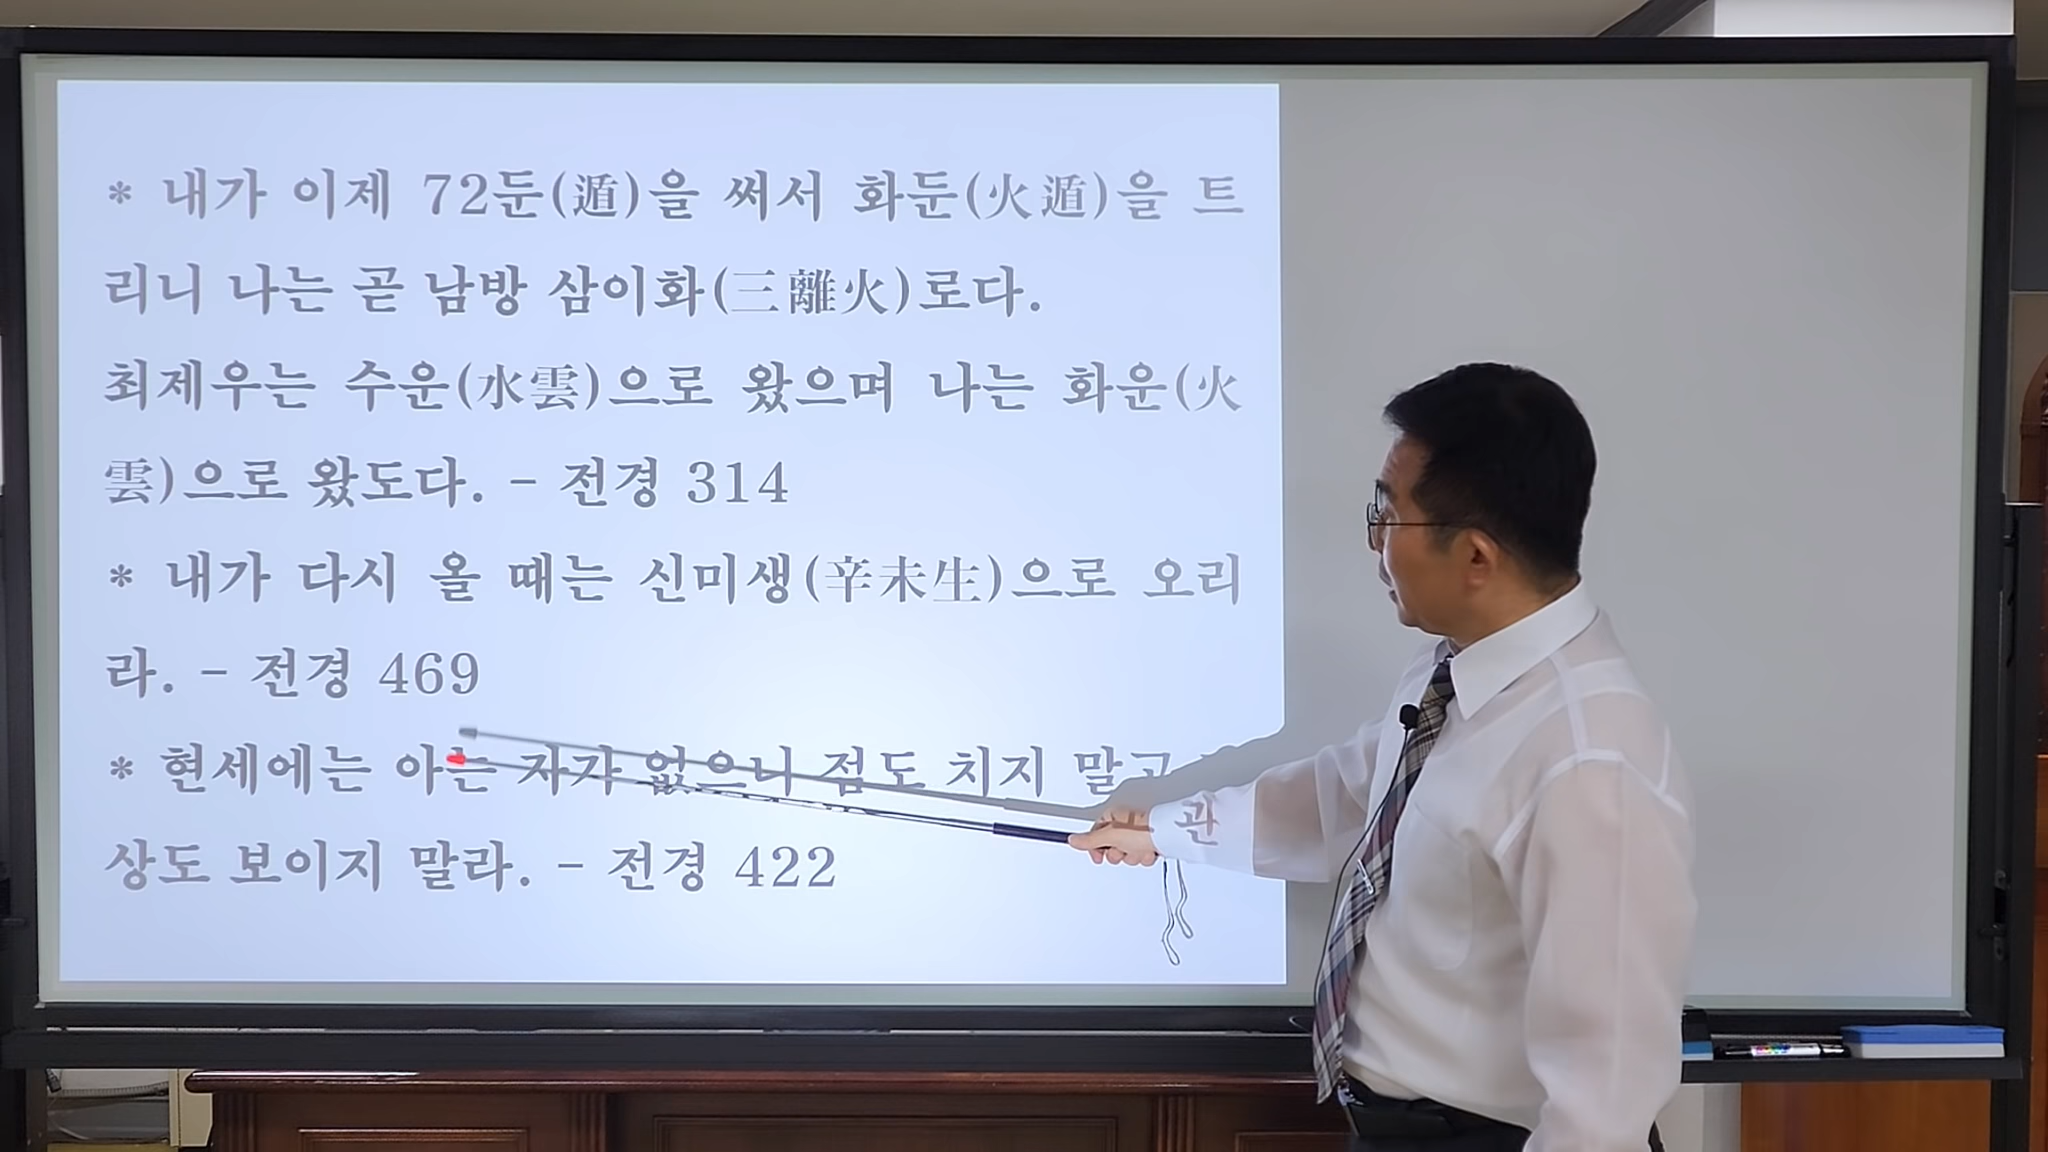 * 내가 이제 72둔(遁)을 써서 화둔(火遁)을 트
리니 나는 곧 남방 삼이화(三離火)로다.
최제우는 수운(水雲)으로 왔으며 나는 화운(火
雲)으로 왔도다. - 전경 314
* 내가 다시 올 때는 신미생(辛未生)으로 오리
라. - 전경 469
* 현세에는 아는 자가 없으니 점도 치지 말고
관
상도 보이지 말라. - 전경 422